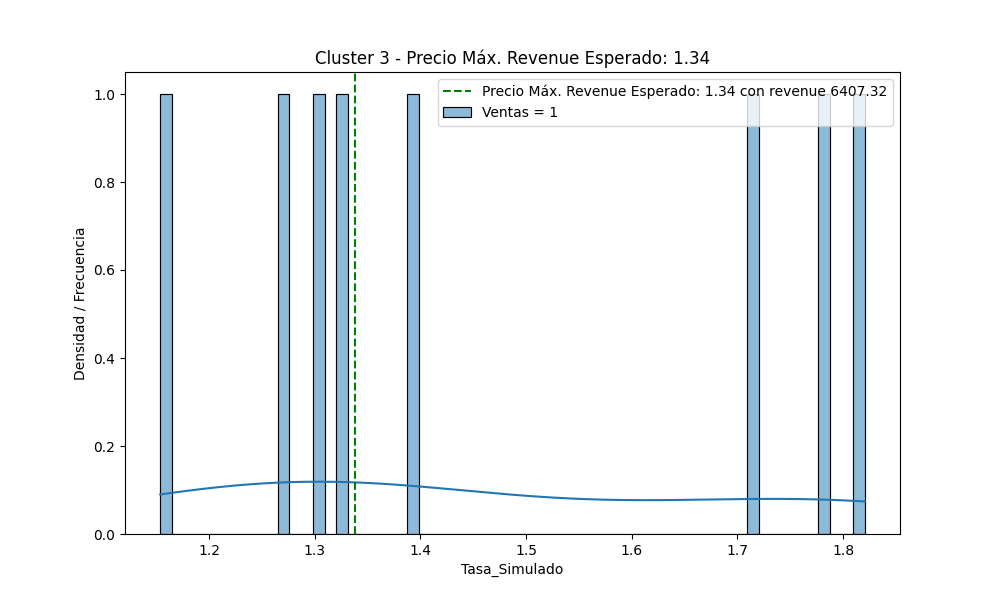 Cluster 3 - Precio Máx. Revenue Esperado: 1.34
Precio Máx. Revenue Esperado: 1.34 con revenue 6407.32
Ventas = 1
Densidad / Frecuencia
1.0
0.8
0.6
0.4
0.2
0.0
1.2 1.3 1.4 1.5 1.6 1.7 1.8
Tasa_Simulado